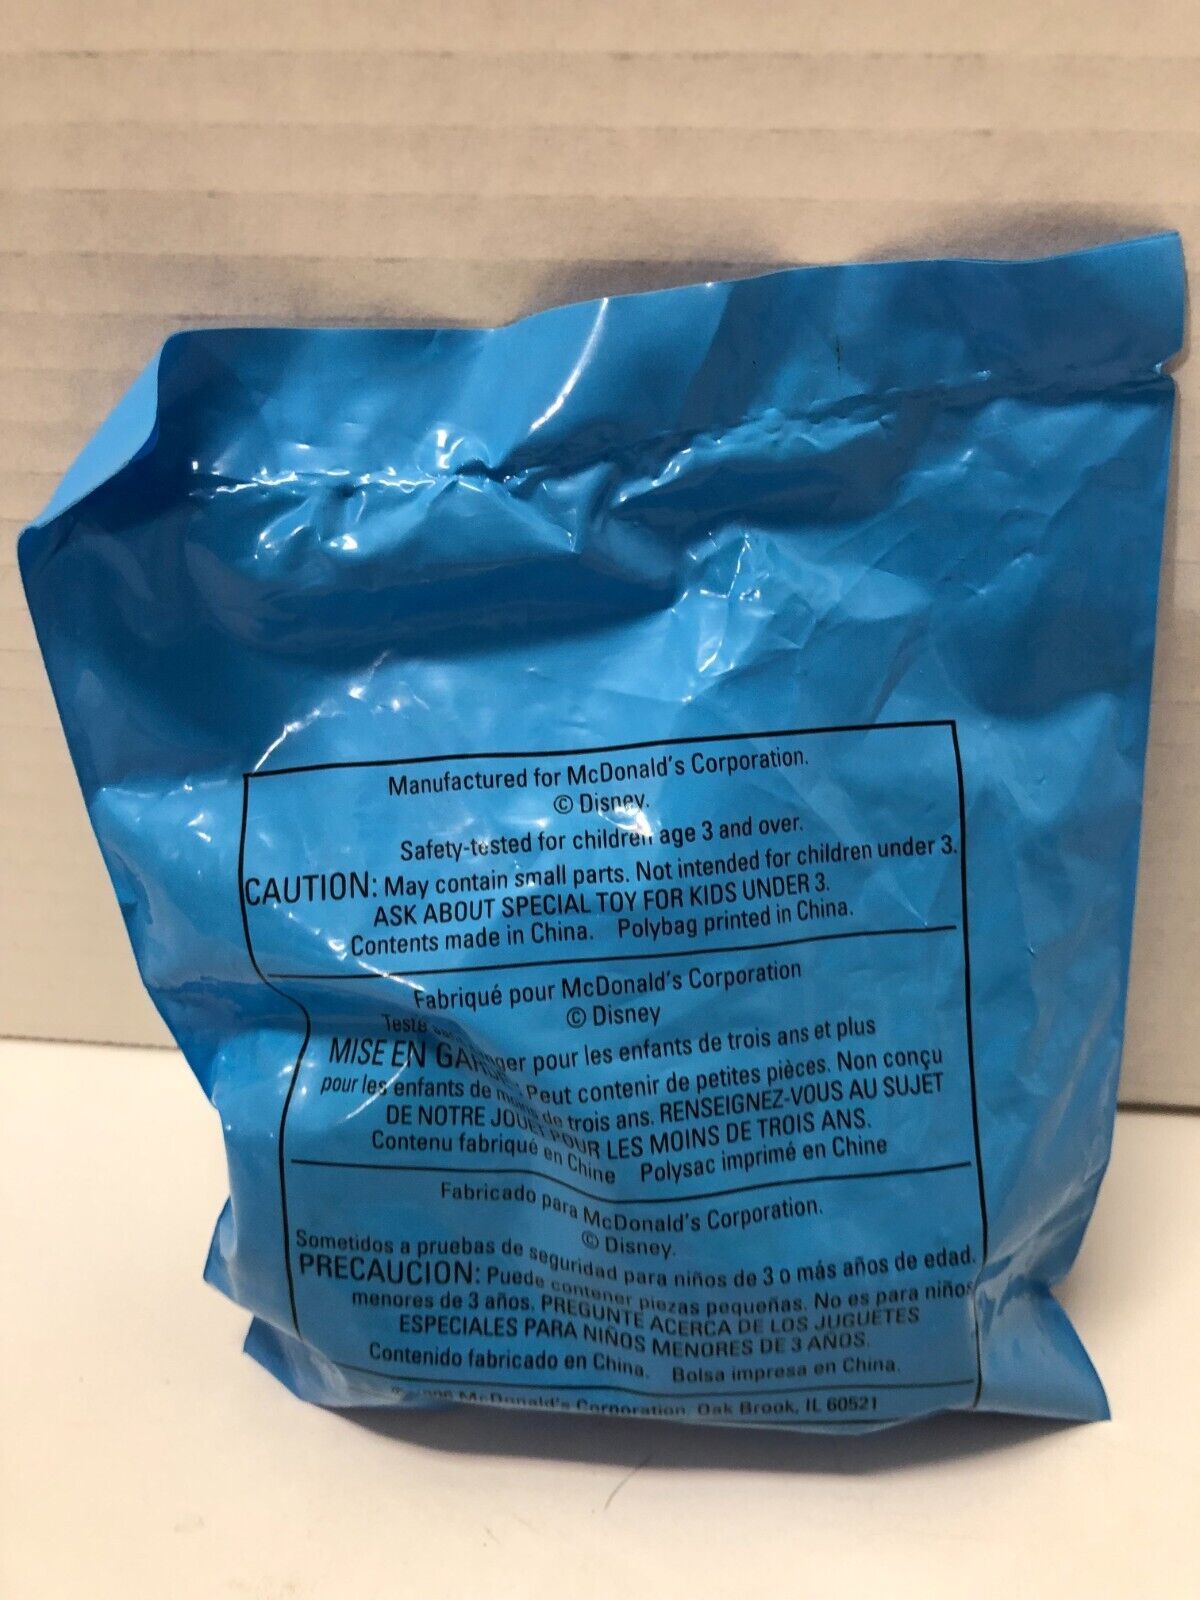 Manufactured for McDonald's Corporation.
© Disney.
Safety-tested for children age 3 and over.
CAUTION: May contain small parts. Not intended for children under 3.
ASK ABOUT SPECIAL TOY FOR KIDS UNDER 3.
Contents made in China. Polybag printed in China.
Fabriqué pour McDonald's Corporation
© Disney
pour les enfants de trois ans et plus
MISE EN Peut contenir de petites pièces. Non conçu
pour les enfants de moins de trois ans. RENSEIGNEZ-VOUS AU SUJET
DE NOTRE JOUET POUR LES MOINS DE TROIS ANS.
Contenu fabriqué en Chine Polysac imprimé en Chine
Fabricado para McDonald's Corporation.
© Disney.
Sometidos a pruebas de seguridad para niños de 3 o más años de edad.
PRECAUCION: Puede contener piezas pequeñas. No es para niños
menores de 3 años. PREGUNTE ACERCA DE LOS JUGUETES
ESPECIALES PARA NIÑOS MENORES DE 3 AÑOS.
Contenido fabricado en China. Bolsa impresa en China.
McDonald's Corporation, Oak Brook, IL 60521